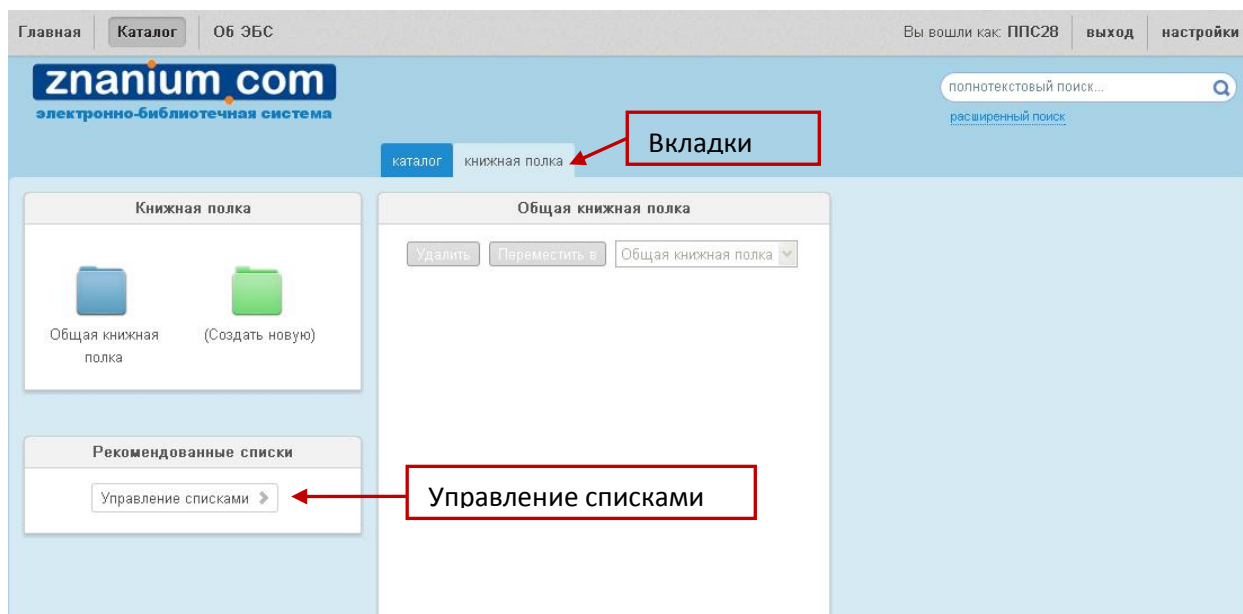 Главная Каталог Об ЭБС Вы вошли как: ППС28 выход настройки
znanium.com
электронно-библиотечная система
полнотекстовый поиск...
расширенный поиск
Вкладки
каталог книжная полка
Книжная полка
Общая книжная полка
(Создать новую)
Общая книжная полка
Удалить Переместить в Общая книжная полка
Рекомендованные списки
Управление списками
Управление списками